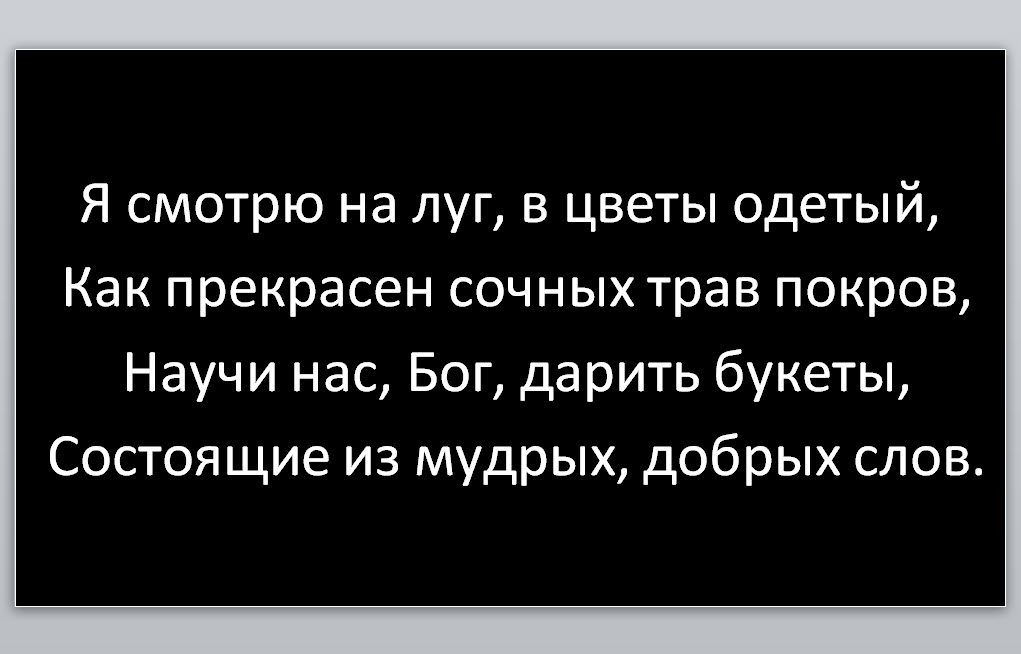 Я смотрю на луг, в цветы одетый,
Как прекрасен сочных трав покров,
Научи нас, Бог, дарить букеты,
Состоящие из мудрых, добрых слов.